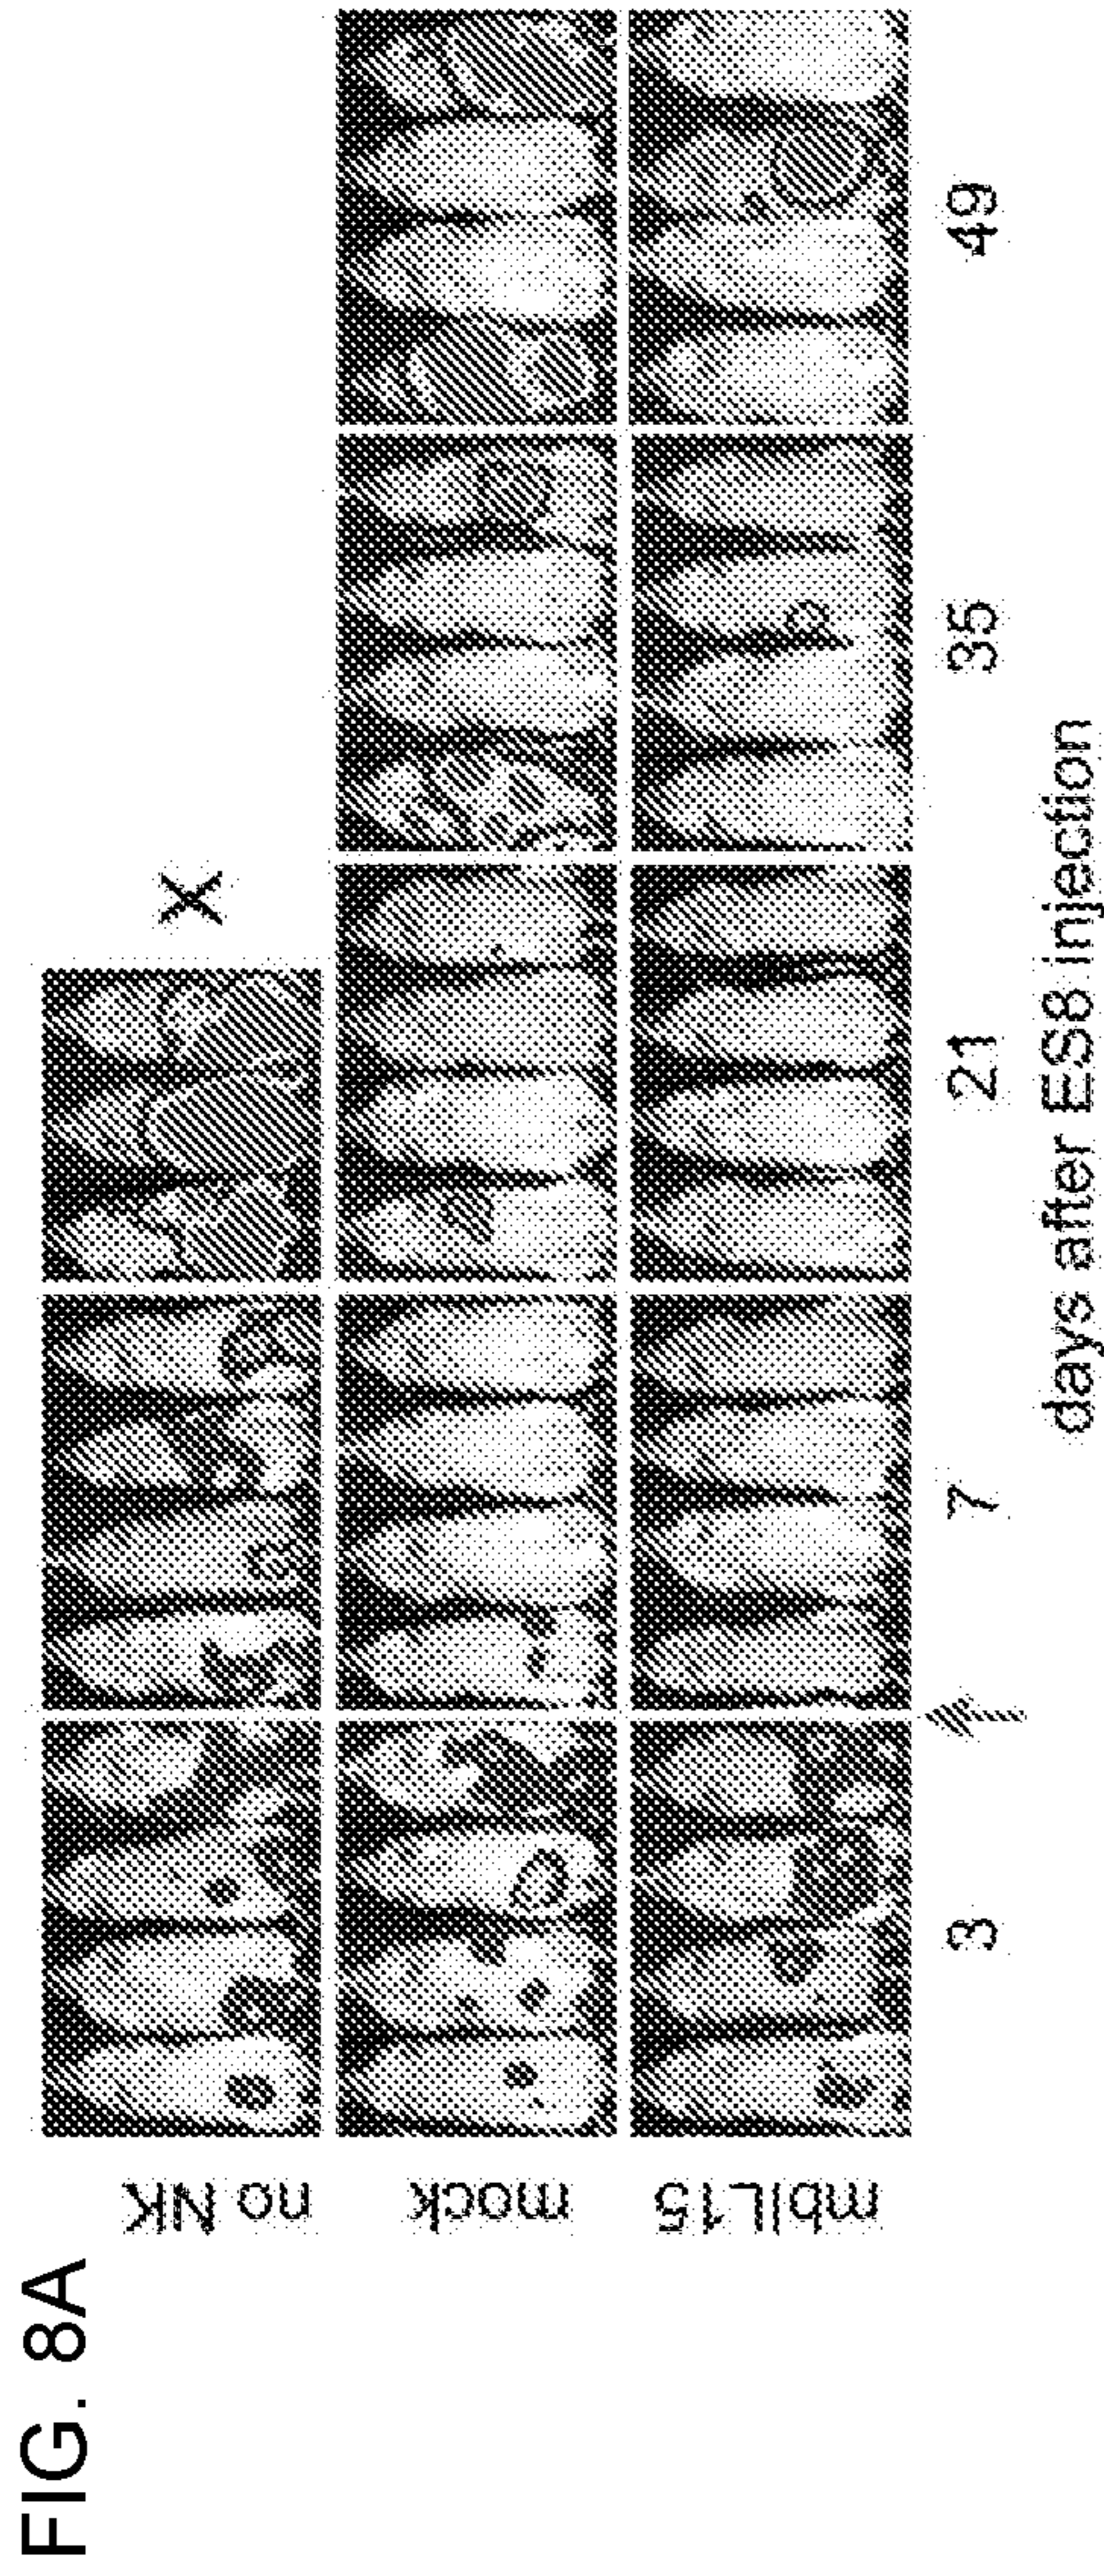 FIG. 8A
no NK
X
mock
mbIL15
3
7
21
35
49
days after ES8 injection